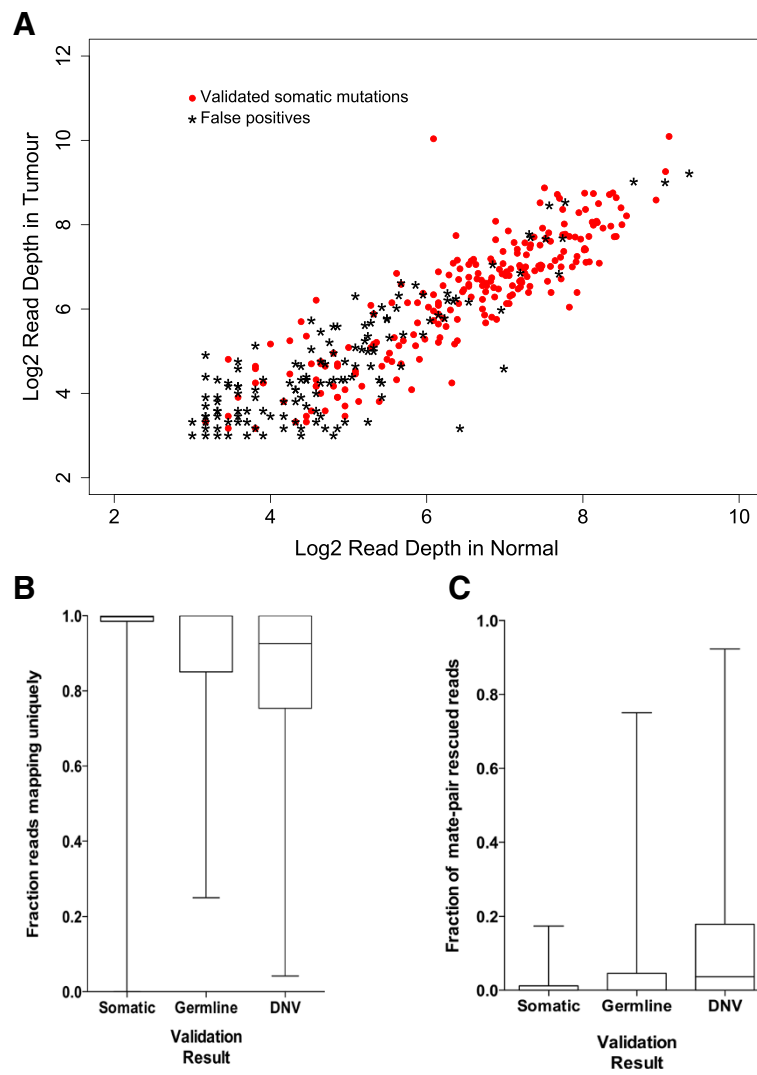 A
Log2 Read Depth in Tumour
12
10
8
6
4
2
Validated somatic mutations
* False positives
2 4 6 8 10
Log2 Read Depth in Normal
B
Fraction reads mapping uniquely
1.0
0.8
0.6
0.4
0.2
0.0
Somatic Germline DNV
Validation
Result
C
Fraction of mate-pair rescued reads
1.0
0.8
0.6
0.4
0.2
0.0
Somatic Germline DNV
Validation
Result